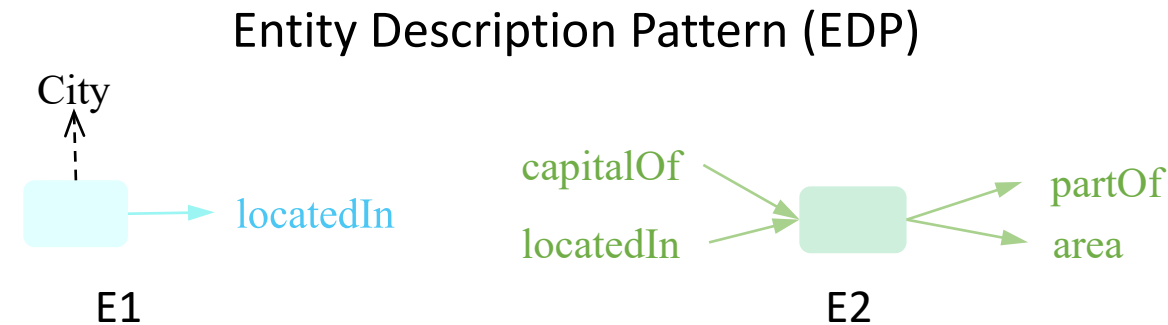 Entity Description Pattern (EDP)
City
locatedIn
E1
capitalOf
locatedIn
partOf
area
E2